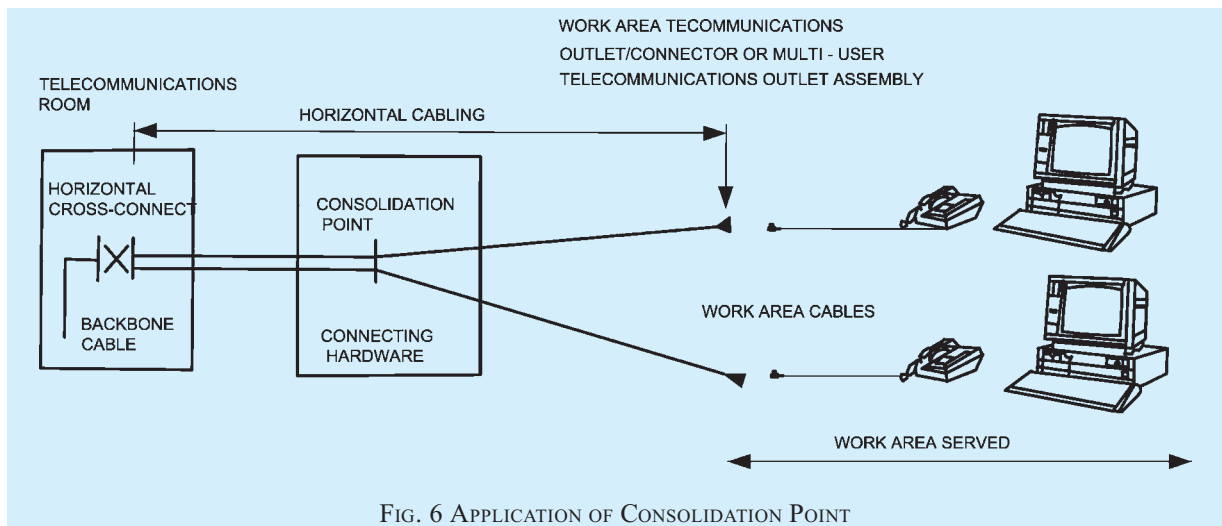 WORK AREA TECOMMUNICATIONS
OUTLET/CONNECTOR OR MULTI - USER
TELECOMMUNICATIONS OUTLET ASSEMBLY
TELECOMMUNICATIONS
ROOM
HORIZONTAL CABLING
HORIZONTAL
CROSS-CONNECT
CONSOLIDATION
POINT
BACKBONE
CABLE
CONNECTING
HARDWARE
WORK AREA CABLES
WORK AREA SERVED
FIG. 6 APPLICATION OF CONSOLIDATION POINT